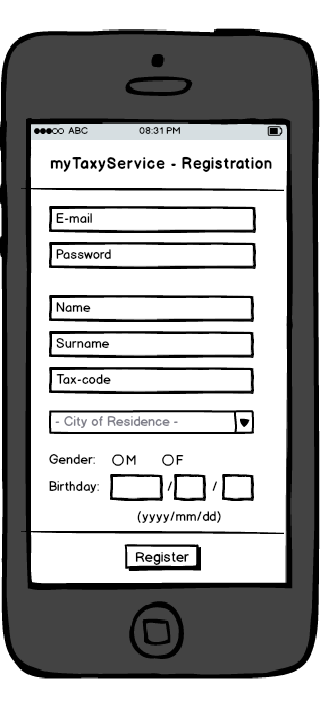 ABC 08:31 PM
myTaxyService - Registration
E-mail
Password
Name
Surname
Tax-code
- City of Residence -
Gender: M F
Birthday: / /
(yyyy/mm/dd)
Register